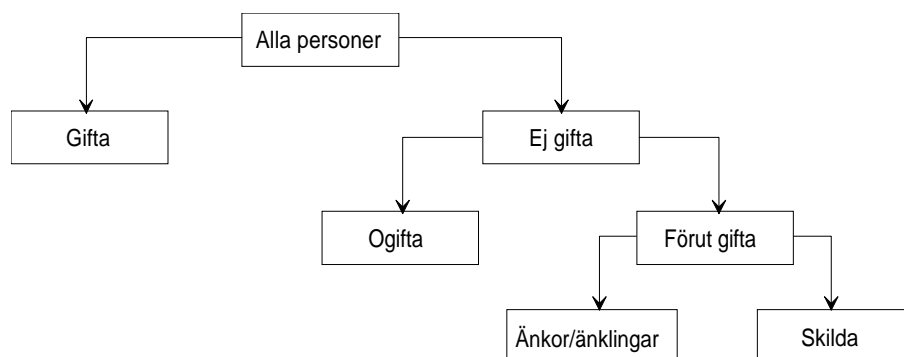 Alla personer
Gifta
Ej gifta
Ogifta
Förut gifta
Änkor/änklingar
Skilda